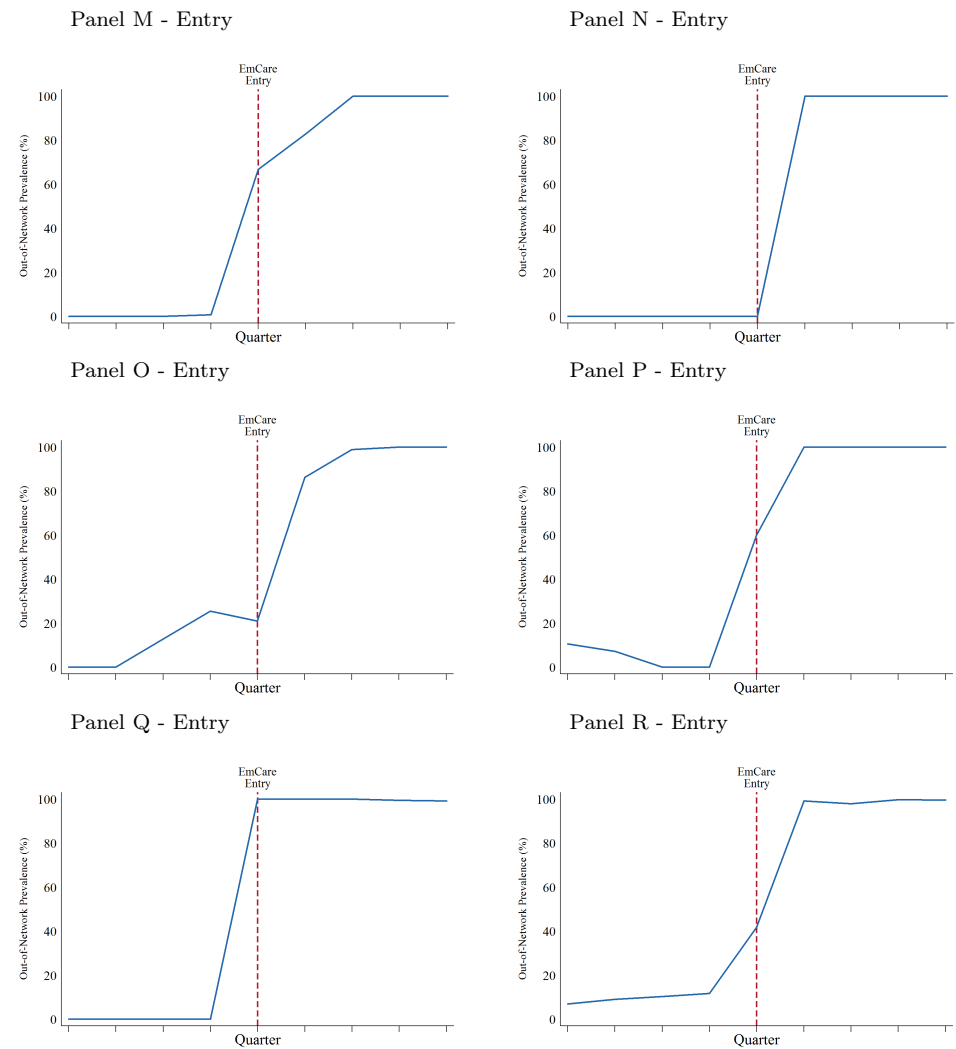 Panel M - Entry
EmCare
Entry
Out-of-Network Prevalence (%)
100
80
60
40
20
0
Quarter
Panel N - Entry
EmCare
Entry
Out-of-Network Prevalence (%)
100
80
60
40
20
0
Quarter
Panel O - Entry
EmCare
Entry
Out-of-Network Prevalence (%)
100
80
60
40
20
0
Quarter
Panel P - Entry
EmCare
Entry
Out-of-Network Prevalence (%)
100
80
60
40
20
0
Quarter
Panel Q - Entry
EmCare
Entry
Out-of-Network Prevalence (%)
100
80
60
40
20
0
Quarter
Panel R - Entry
EmCare
Entry
Out-of-Network Prevalence (%)
100
80
60
40
20
0
Quarter